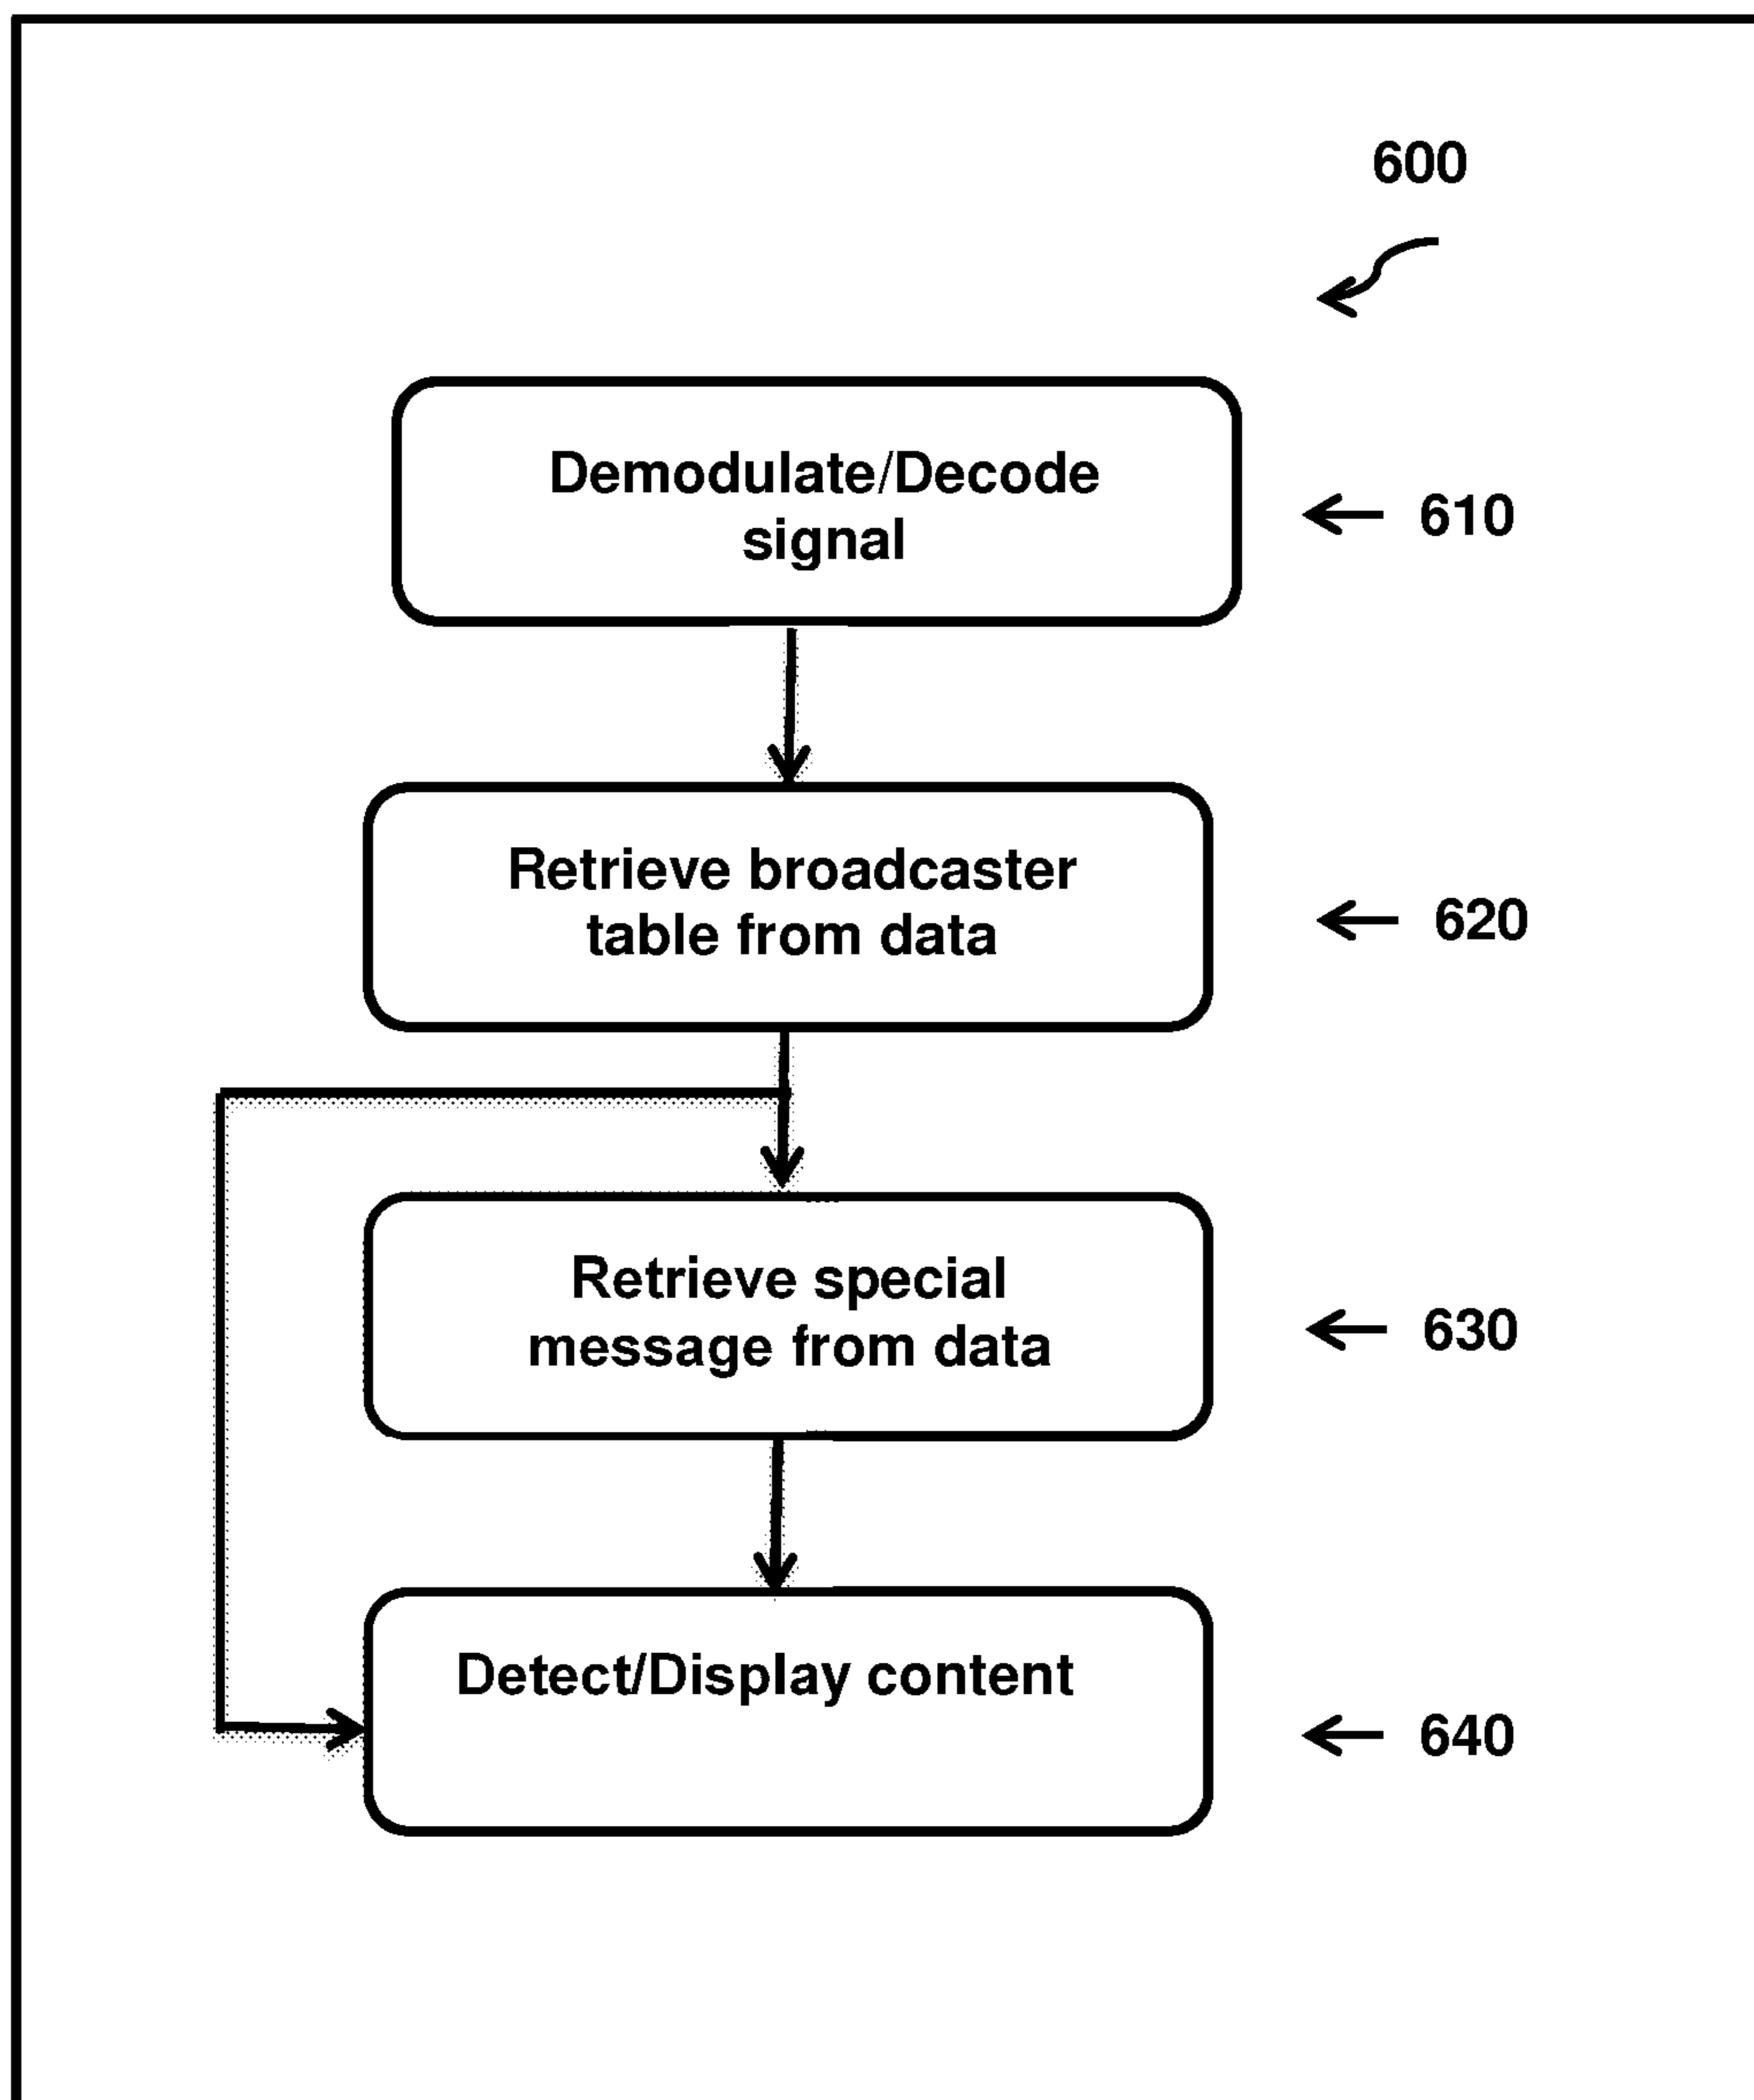 600
Demodulate/Decode
signal
610
Retrieve broadcaster
table from data
620
Retrieve special
message from data
630
Detect/Display content
640